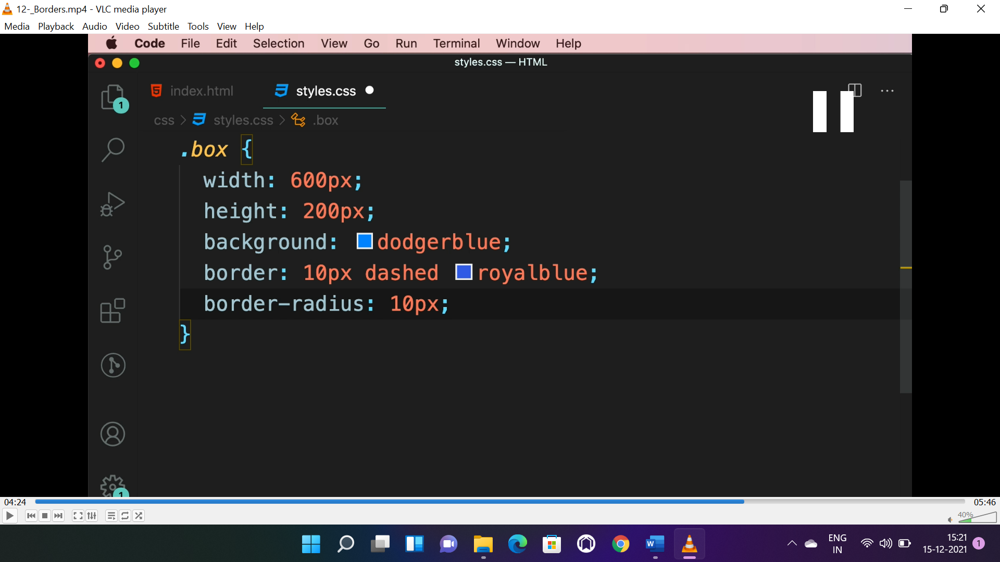 12-_Borders.mp4 - VLC media player
Media Playback Audio Video Subtitle Tools View Help
Code File Edit Selection View Go Run Terminal Window Help
styles.css — HTML
index.html styles.css
1
css > styles.css > .box
.box {
width: 600px;
height: 200px;
background: dodgerblue;
border: 10px dashed royalblue;
border-radius: 10px;
}
1
04:24 05:46
40%
ENG
IN
15:21
15-12-2021
1